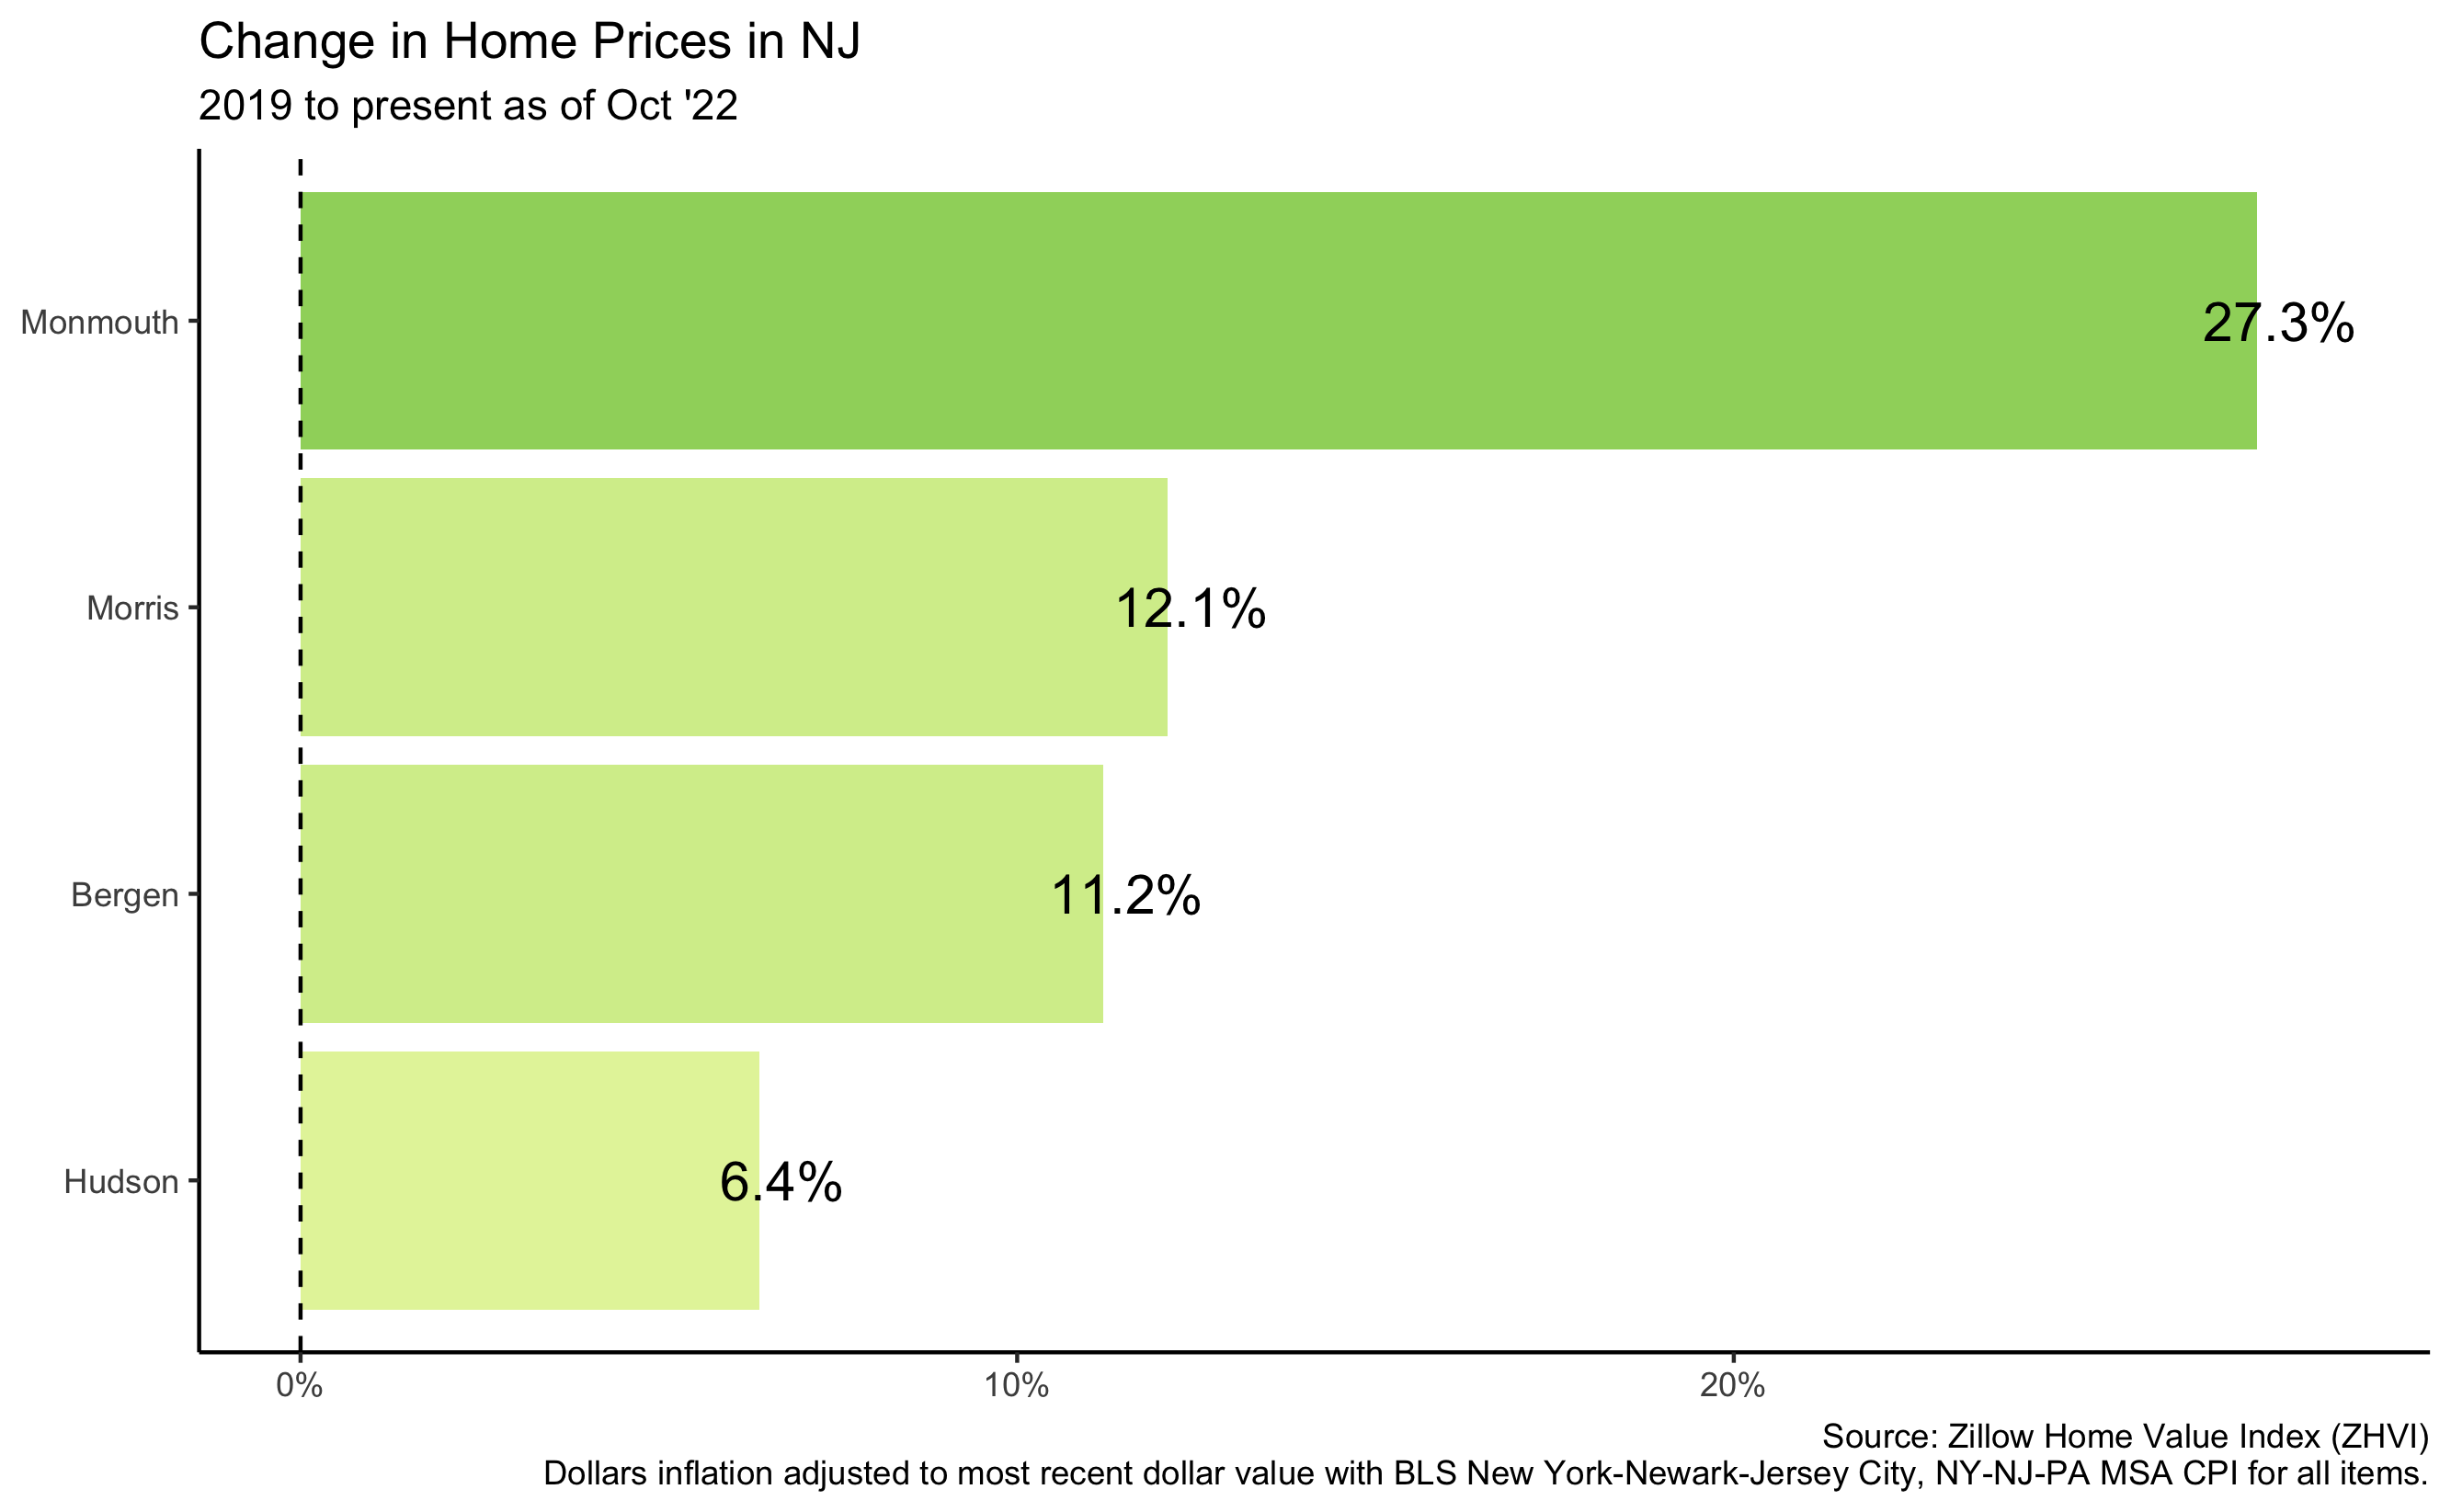 Change in Home Prices in NJ
2019 to present as of Oct '22
Monmouth
27.3%
Morris
12.1%
Bergen
11.2%
Hudson
6.4%
0%
10%
20%
Source: Zillow Home Value Index (ZHVI)
Dollars inflation adjusted to most recent dollar value with BLS New York-Newark-Jersey City, NY-NJ-PA MSA CPI for all items.